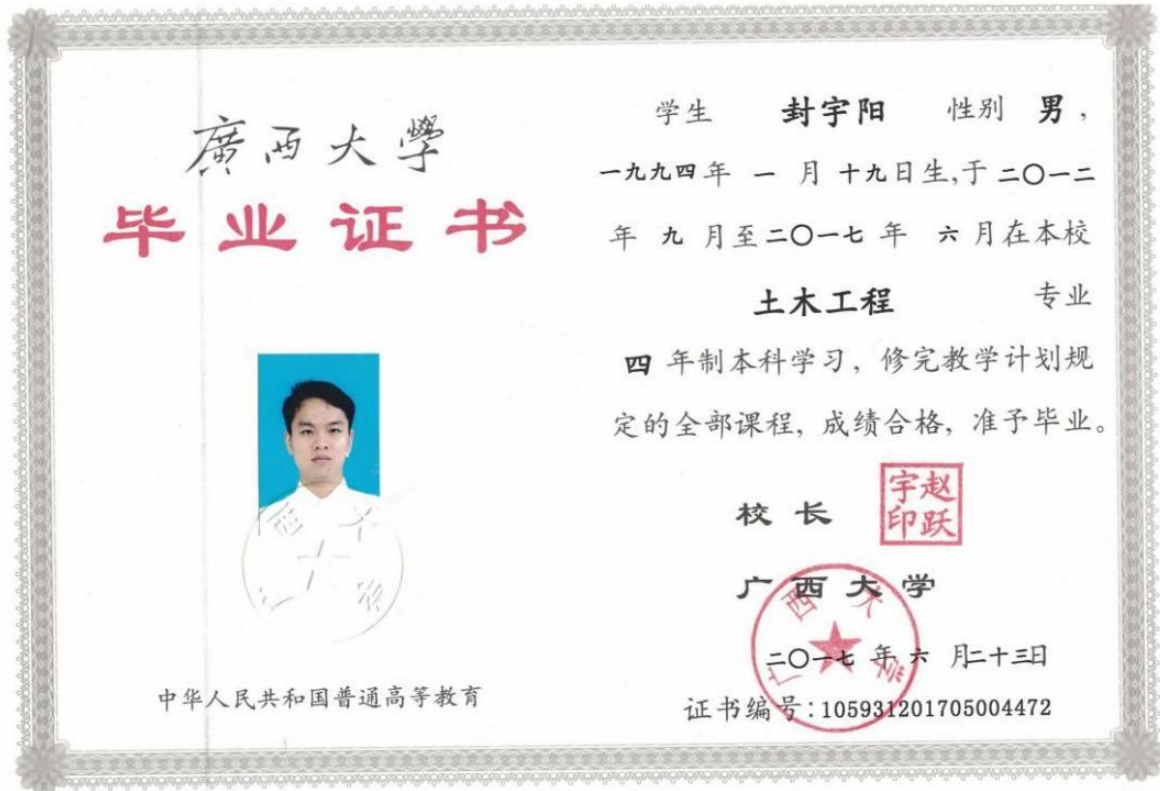 廣西大學
毕业证书
中华人民共和国普通高等教育
学生 封宇阳 性别 男，
一九九四年 一 月 十九日生,于 二〇一二
年 九 月至二〇一七 年 六 月在本校
土木工程 专业
四 年制本科学习，修完教学计划规
定的全部课程，成绩合格，准予毕业。
校长
赵跃
宇印
广西大学
广西大学
二〇一七 年 六 月二十三日
证书编号:105931201705004472
西大